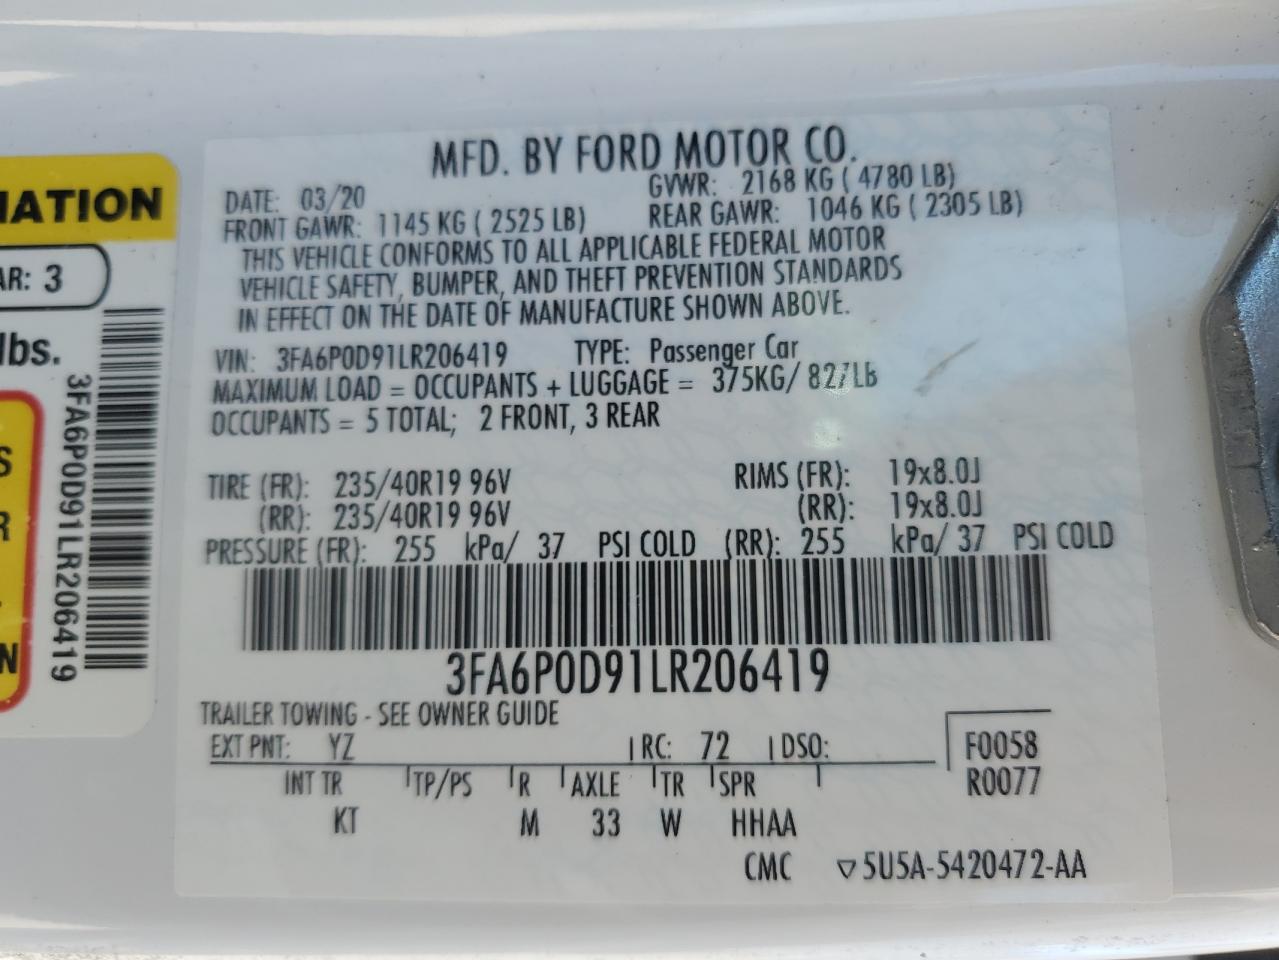 MFD. BY FORD MOTOR CO.
DATE: 03/20 GVWR: 2168 KG ( 4780 LB)
FRONT GAWR: 1145 KG ( 2525 LB) REAR GAWR: 1046 KG ( 2305 LB)
THIS VEHICLE CONFORMS TO ALL APPLICABLE FEDERAL MOTOR
VEHICLE SAFETY, BUMPER, AND THEFT PREVENTION STANDARDS
IN EFFECT ON THE DATE OF MANUFACTURE SHOWN ABOVE.
VIN: 3FA6P0D91LR206419 TYPE: Passenger Car
MAXIMUM LOAD = OCCUPANTS + LUGGAGE = 375KG/ 827Lb
OCCUPANTS = 5 TOTAL; 2 FRONT, 3 REAR
TIRE (FR): 235/40R19 96V RIMS (FR): 19x8.0J
(RR): 235/40R19 96V (RR): 19x8.0J
PRESSURE (FR): 255 kPa/ 37 PSI COLD (RR): 255 kPa/ 37 PSI COLD
3FA6P0D91LR206419
TRAILER TOWING - SEE OWNER GUIDE
EXT PNT: YZ RC: 72 DSO: F0058
INT TR TP/PS R AXLE TR SPR R0077
KT M 33 W HHAA
CMC ▽5U5A-5420472-AA
IATION
AR: 3
lbs.
3FA6P0D91LR206419
S
R
N